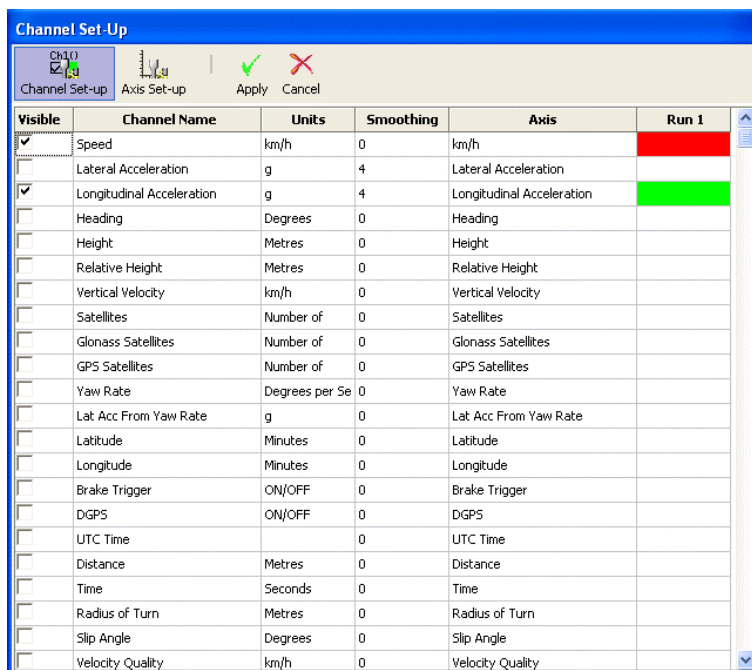 Channel Set-Up
Ch1()
Channel Set-up Axis Set-up Apply Cancel
Visible Channel Name Units Smoothing Axis Run 1
Speed km/h 0 km/h
Lateral Acceleration g 4 Lateral Acceleration
Longitudinal Acceleration g 4 Longitudinal Acceleration
Heading Degrees 0 Heading
Height Metres 0 Height
Relative Height Metres 0 Relative Height
Vertical Velocity km/h 0 Vertical Velocity
Satellites Number of 0 Satellites
Glonass Satellites Number of 0 Glonass Satellites
GPS Satellites Number of 0 GPS Satellites
Yaw Rate Degrees per Se 0 Yaw Rate
Lat Acc From Yaw Rate g 0 Lat Acc From Yaw Rate
Latitude Minutes 0 Latitude
Longitude Minutes 0 Longitude
Brake Trigger ON/OFF 0 Brake Trigger
DGPS ON/OFF 0 DGPS
UTC Time 0 UTC Time
Distance Metres 0 Distance
Time Seconds 0 Time
Radius of Turn Metres 0 Radius of Turn
Slip Angle Degrees 0 Slip Angle
Velocity Quality km/h 0 Velocity Quality